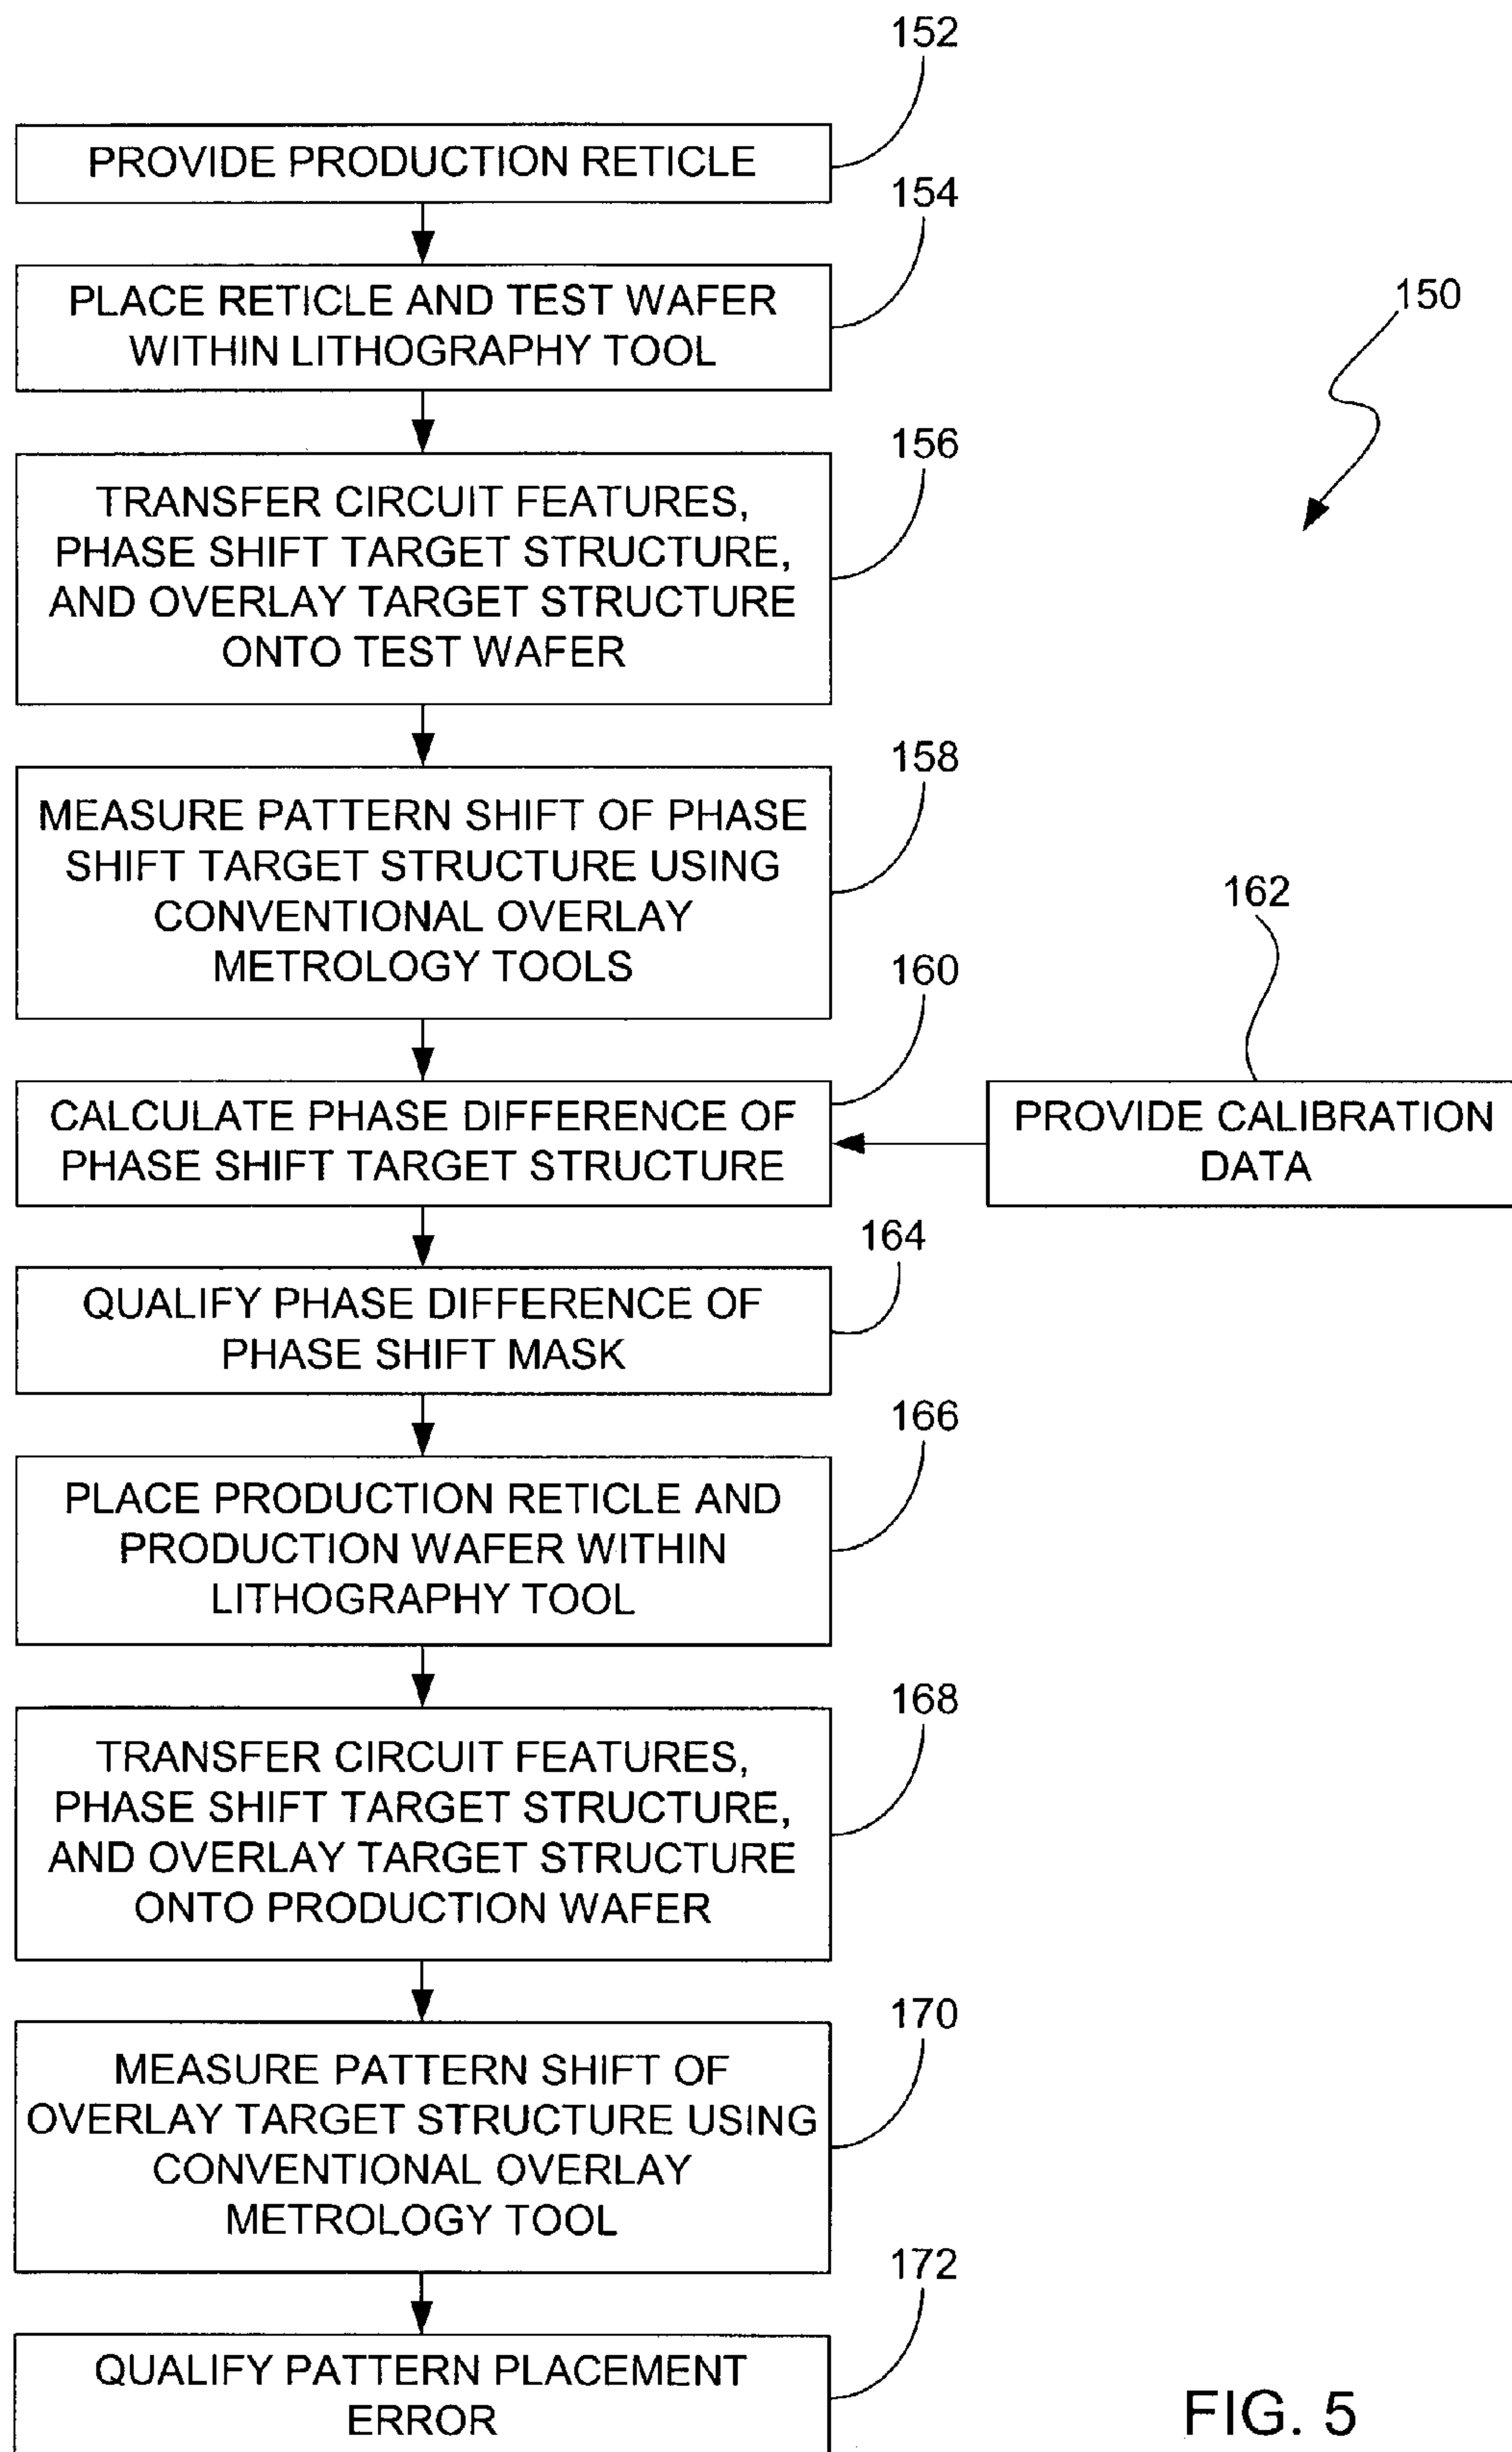 152
PROVIDE PRODUCTION RETICLE
154
PLACE RETICLE AND TEST WAFER
WITHIN LITHOGRAPHY TOOL
150
156
TRANSFER CIRCUIT FEATURES,
PHASE SHIFT TARGET STRUCTURE,
AND OVERLAY TARGET STRUCTURE
ONTO TEST WAFER
158
MEASURE PATTERN SHIFT OF PHASE
SHIFT TARGET STRUCTURE USING
CONVENTIONAL OVERLAY
METROLOGY TOOLS
160
CALCULATE PHASE DIFFERENCE OF
PHASE SHIFT TARGET STRUCTURE
162
PROVIDE CALIBRATION
DATA
164
QUALIFY PHASE DIFFERENCE OF
PHASE SHIFT MASK
166
PLACE PRODUCTION RETICLE AND
PRODUCTION WAFER WITHIN
LITHOGRAPHY TOOL
168
TRANSFER CIRCUIT FEATURES,
PHASE SHIFT TARGET STRUCTURE,
AND OVERLAY TARGET STRUCTURE
ONTO PRODUCTION WAFER
170
MEASURE PATTERN SHIFT OF
OVERLAY TARGET STRUCTURE USING
CONVENTIONAL OVERLAY
METROLOGY TOOL
172
QUALIFY PATTERN PLACEMENT
ERROR
FIG. 5